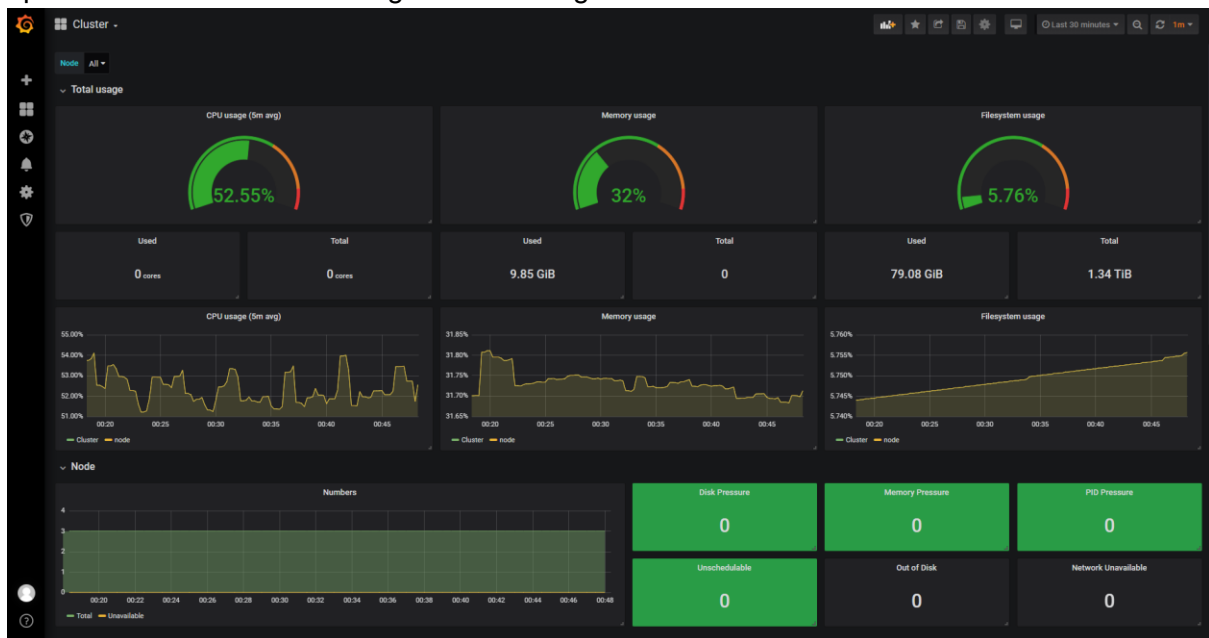 Cluster
Last 30 minutes
1m
Node All
Total usage
CPU usage (5m avg)
52.55%
Memory usage
32%
Filesystem usage
5.76%
Used
0 cores
Total
0 cores
Used
9.85 GiB
Total
0
Used
79.08 GiB
Total
1.34 TiB
CPU usage (5m avg)
55.00%
54.00%
53.00%
52.00%
51.00%
00:20 00:25 00:30 00:35 00:40 00:45
Cluster node
Memory usage
31.85%
31.80%
31.75%
31.70%
31.65%
00:20 00:25 00:30 00:35 00:40 00:45
Cluster node
Filesystem usage
5.760%
5.755%
5.750%
5.745%
5.740%
00:20 00:25 00:30 00:35 00:40 00:45
Cluster node
Node
Numbers
4
3
2
1
0
00:20 00:22 00:24 00:26 00:28 00:30 00:32 00:34 00:36 00:38 00:40 00:42 00:44 00:46 00:48
Total Unavailable
Disk Pressure
0
Memory Pressure
0
PID Pressure
0
Unschedulable
0
Out of Disk
0
Network Unavailable
0